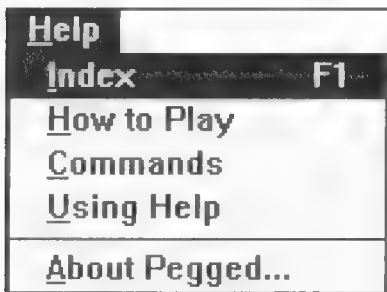 Help
Index F1
How to Play
Commands
Using Help
About Pegged...